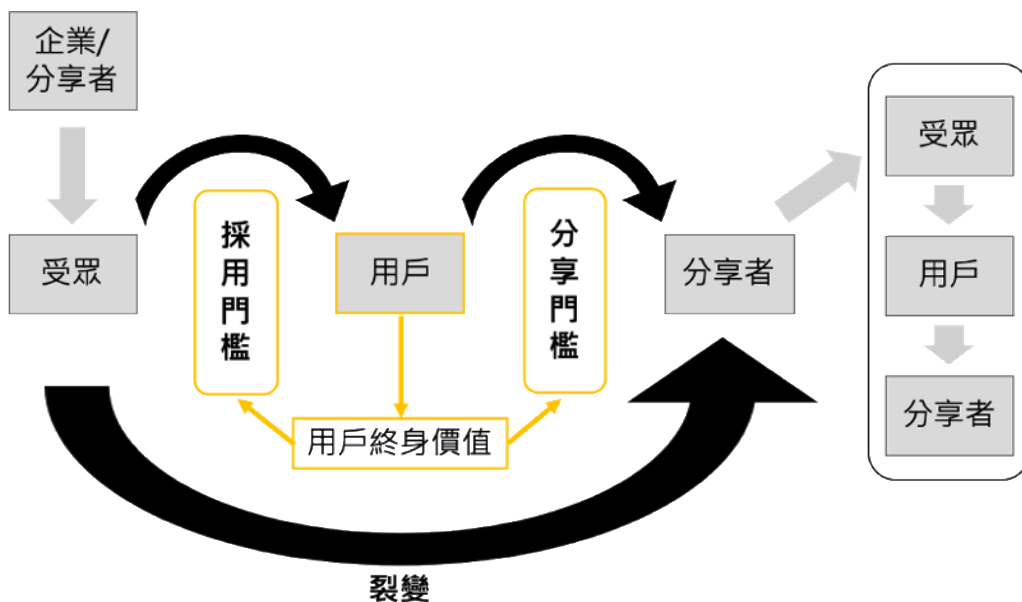 企業/
分享者
受眾
採用門檻
用戶
分享門檻
分享者
用戶終身價值
裂變
受眾
用戶
分享者